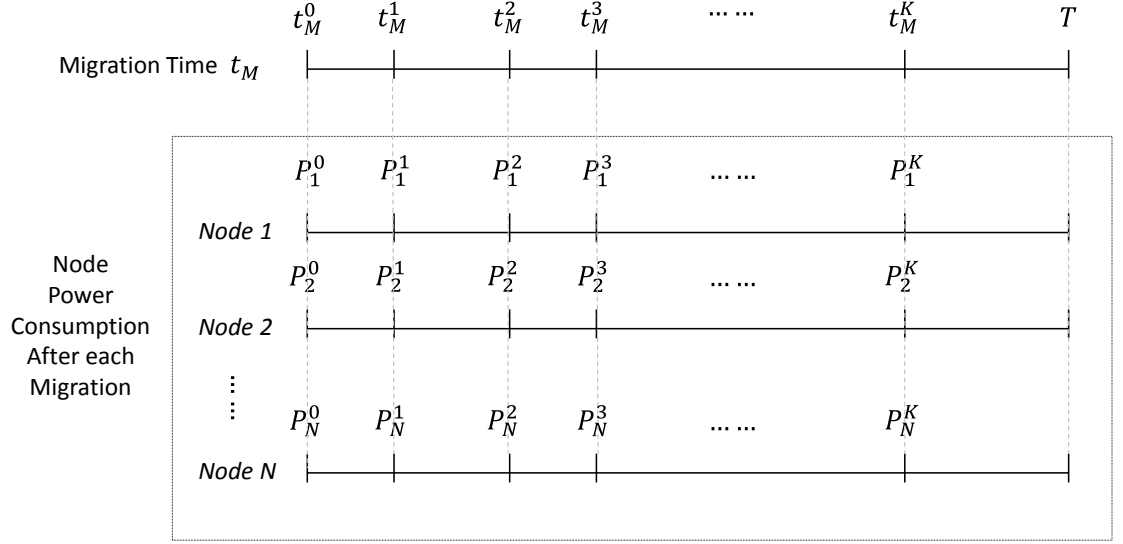 t_M^0 t_M^1 t_M^2 t_M^3 ... ... t_M^K T
Migration Time t_M
P_1^0 P_1^1 P_1^2 P_1^3 ... ... P_1^K
Node 1
P_2^0 P_2^1 P_2^2 P_2^3 ... ... P_2^K
Node 2
Node
Power
Consumption
After each
Migration
... ...
P_N^0 P_N^1 P_N^2 P_N^3 ... ... P_N^K
Node N